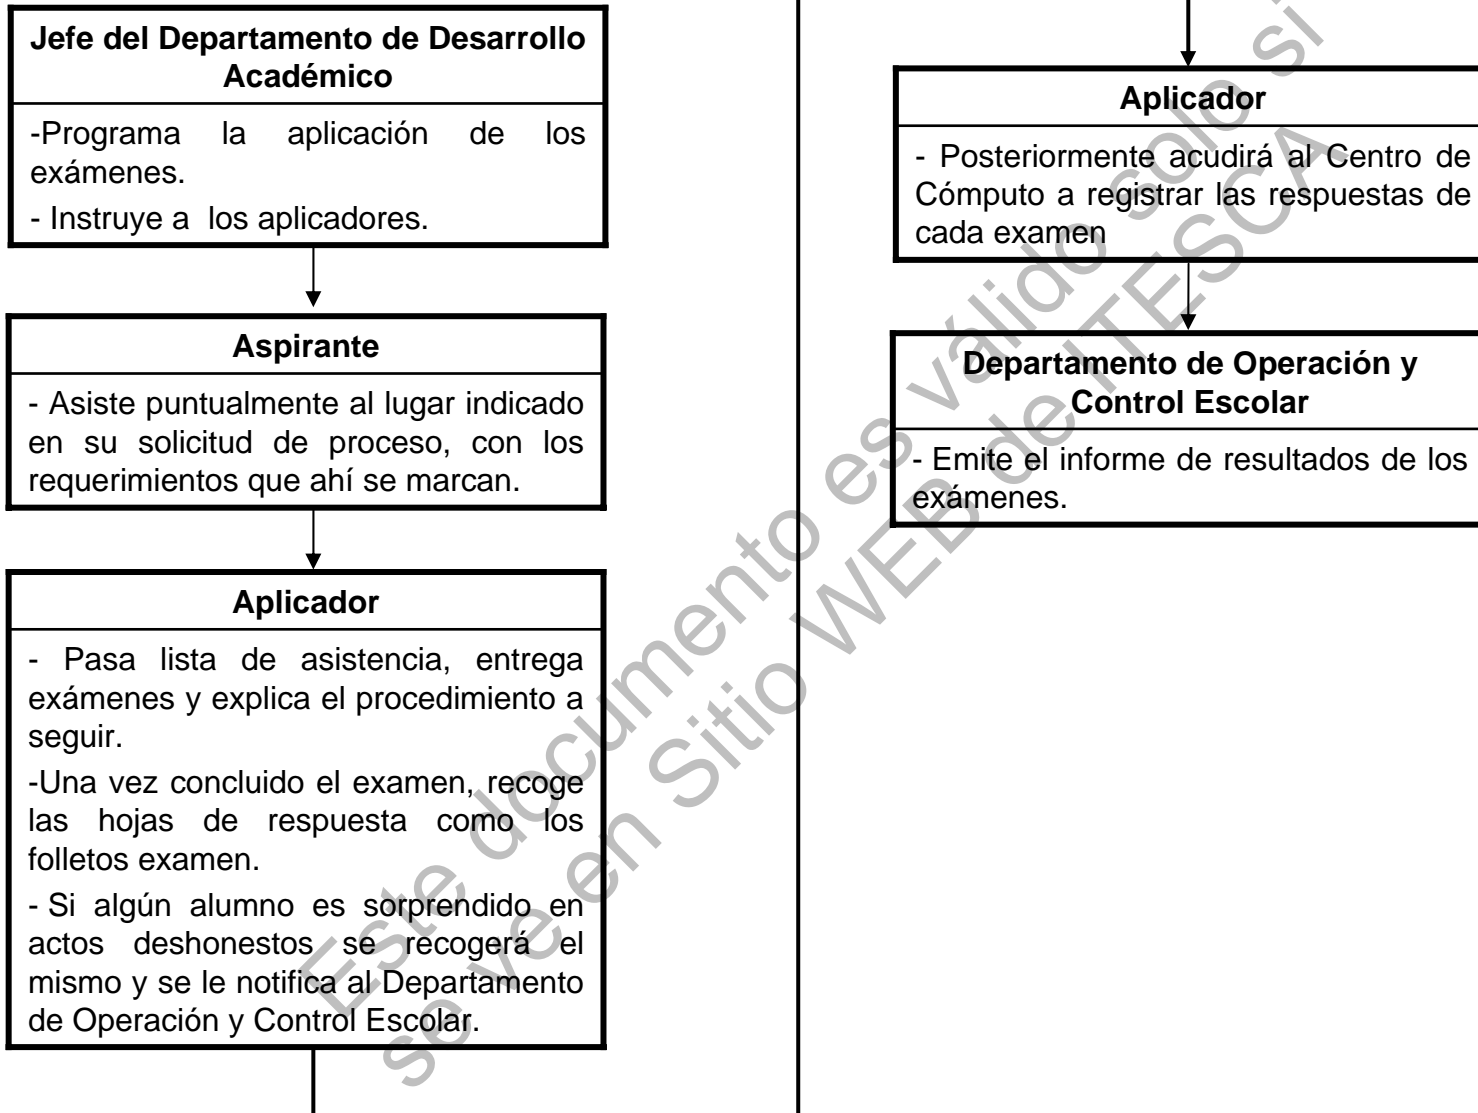 Jefe del Departamento de Desarrollo
Académico
-Programa la aplicación de los
exámenes.
- Instruye a los aplicadores.
Aspirante
- Asiste puntualmente al lugar indicado
en su solicitud de proceso, con los
requerimientos que ahí se marcan.
Aplicador
- Pasa lista de asistencia, entrega
exámenes y explica el procedimiento a
seguir.
-Una vez concluido el examen, recoge
las hojas de respuesta como los
folletos examen.
- Si algún alumno es sorprendido en
actos deshonestos se recogerá el
mismo y se le notifica al Departamento
de Operación y Control Escolar.
Aplicador
- Posteriormente acudirá al Centro de
Cómputo a registrar las respuestas de
cada examen
Departamento de Operación y
Control Escolar
- Emite el informe de resultados de los
exámenes.
Este documento es válido solo si
se ve en Sitio WEB de ITESCA